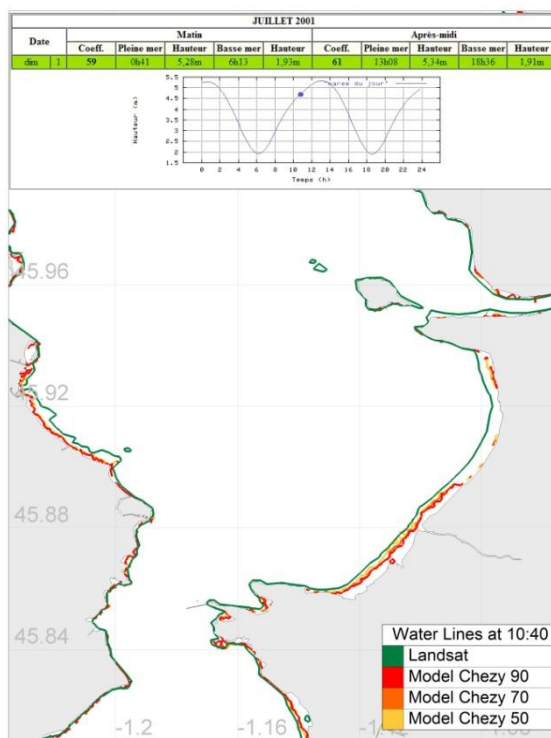 JUILLET 2001
Date Matin Après-midi
Coeff. Pleine mer Hauteur Basse mer Hauteur Coeff. Pleine mer Hauteur Basse mer Hauteur
dim 1 59 0h41 5,28m 6h13 1,93m 61 13h08 5,34m 18h36 1,91m
'maree du jour'
Hauteur (m)
5.5
5
4.5
4
3.5
3
2.5
2
1.5
0 2 4 6 8 10 12 14 16 18 20 22 24
Temps (h)
45.96
45.92
45.88
45.84
Water Lines at 10:40
Landsat
Model Chezy 90
Model Chezy 70
Model Chezy 50
-1.2 -1.16